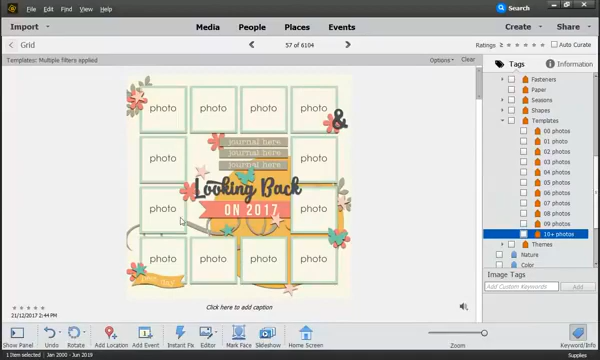 File Edit Find View Help
Search
Import
Media People Places Events
Create Share
Grid
57 of 6104
Ratings
Auto Curate
Templates: Multiple filters applied
Options
Clear
Tags
Information
Fasteners
Paper
Seasons
Shapes
Templates
00 photos
01 photo
02 photos
03 photos
04 photos
05 photos
06 photos
07 photos
08 photos
09 photos
10+ photos
Themes
Nature
Color
Image Tags
Add Custom Keywords
Add
photo photo photo photo
&
journal here
journal here
journal here
photo photo
Looking Back
ON 2017
photo photo
photo photo photo photo
Click here to add caption
21/12/2017 2:44 PM
Show Panel
Undo
Rotate
Add Location
Add Event
Instant Fix
Editor
Mark Face
Slideshow
Home Screen
Zoom
Keyword/Info
1 Item selected
Jan 2000 - Jun 2019
Supplies